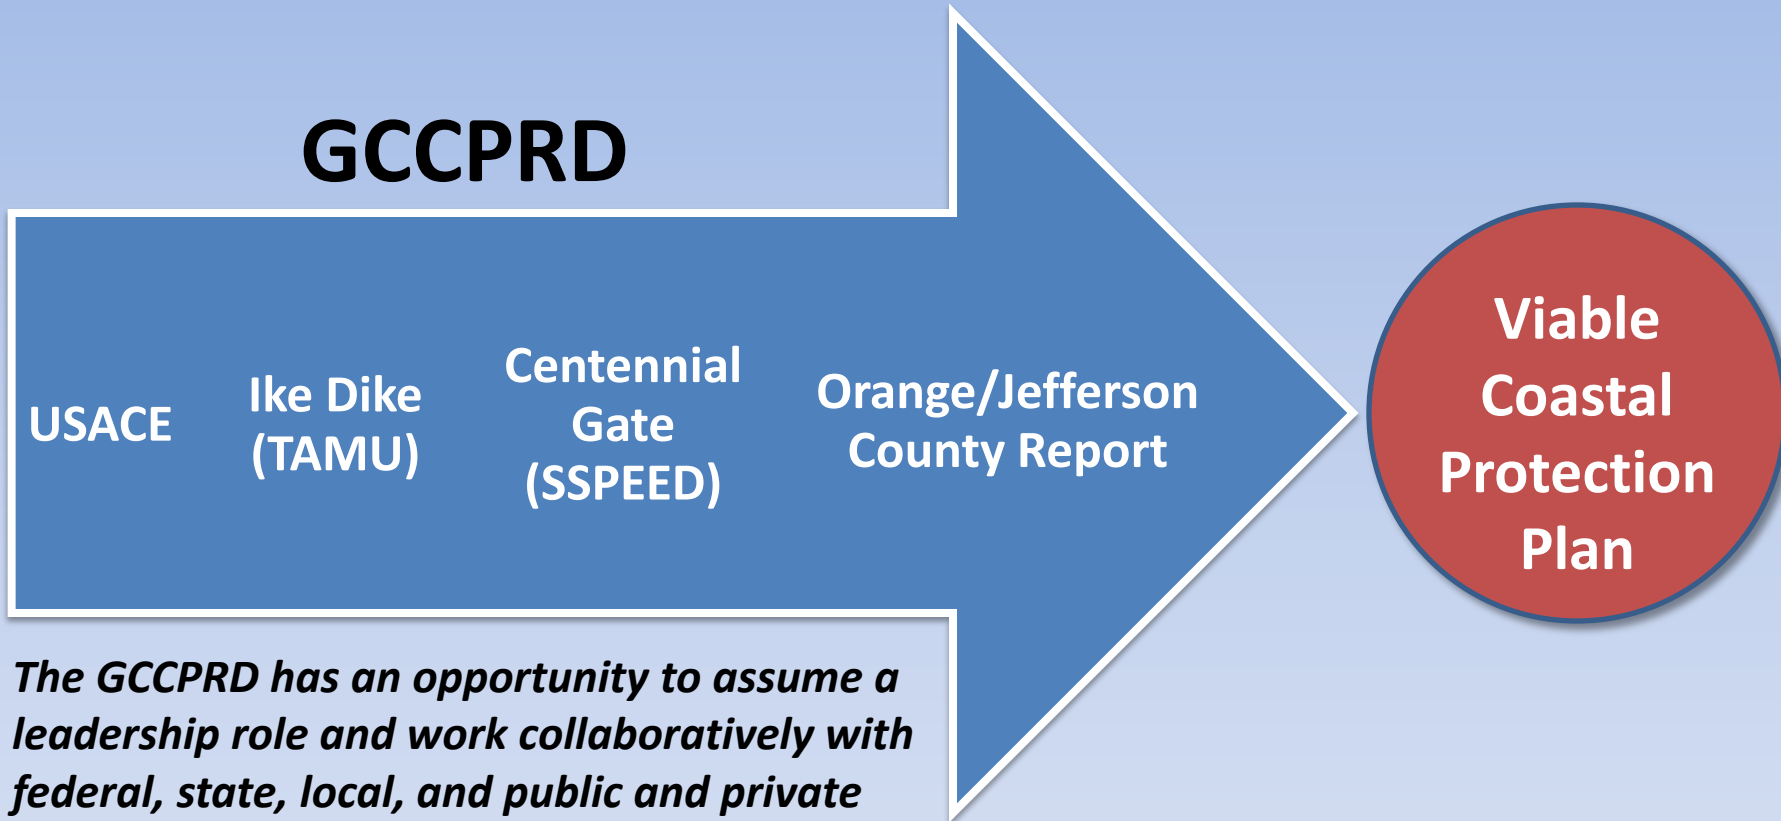 GCCPRD
USACE
Ike Dike
(TAMU)
Centennial
Gate
(SSPEED)
Orange/Jefferson
County Report
Viable
Coastal
Protection
Plan
The GCCPRD has an opportunity to assume a
leadership role and work collaboratively with
federal, state, local, and public and private